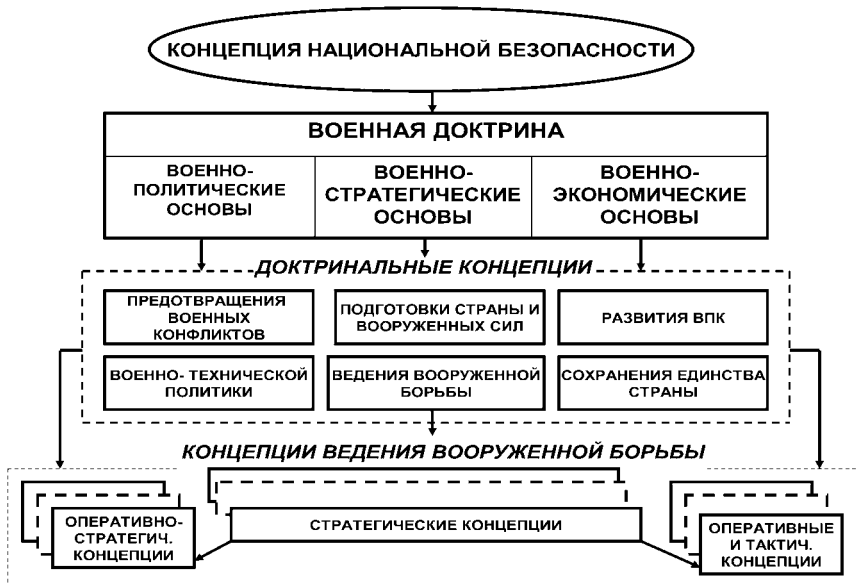 КОНЦЕПЦИЯ НАЦИОНАЛЬНОЙ БЕЗОПАСНОСТИ
ВОЕННАЯ ДОКТРИНА
ВОЕННО-
ПОЛИТИЧЕСКИЕ
ОСНОВЫ
ВОЕННО-
СТРАТЕГИЧЕСКИЕ
ОСНОВЫ
ВОЕННО-
ЭКОНОМИЧЕСКИЕ
ОСНОВЫ
ДОКТРИНАЛЬНЫЕ КОНЦЕПЦИИ
ПРЕДОТВРАЩЕНИЯ
ВОЕННЫХ
КОНФЛИКТОВ
ПОДГОТОВКИ СТРАНЫ И
ВООРУЖЕННЫХ СИЛ
РАЗВИТИЯ ВПК
ВОЕННО- ТЕХНИЧЕСКОЙ
ПОЛИТИКИ
ВЕДЕНИЯ ВООРУЖЕННОЙ
БОРЬБЫ
СОХРАНЕНИЯ ЕДИНСТВА
СТРАНЫ
КОНЦЕПЦИИ ВЕДЕНИЯ ВООРУЖЕННОЙ БОРЬБЫ
ОПЕРАТИВНО-
СТРАТЕГИЧ.
КОНЦЕПЦИИ
СТРАТЕГИЧЕСКИЕ КОНЦЕПЦИИ
ОПЕРАТИВНЫЕ
И ТАКТИЧ.
КОНЦЕПЦИИ